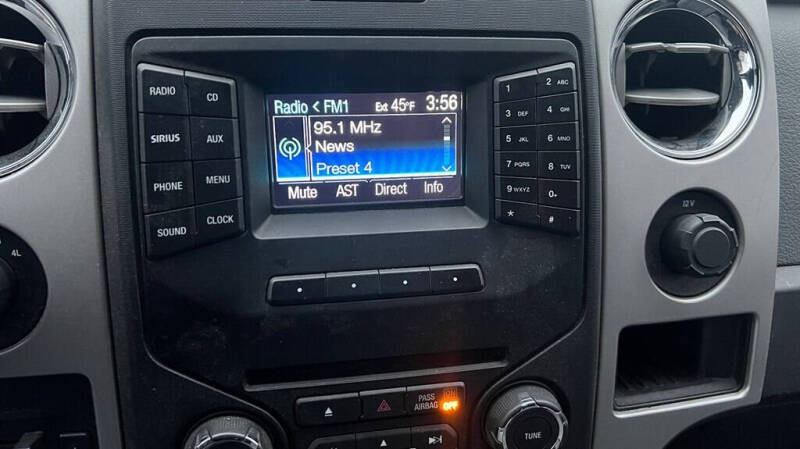 Radio < FM1 Ext 45°F 3:56
95.1 MHz
News
Preset 4
Mute AST Direct Info
RADIO CD
SIRIUS AUX
PHONE MENU
SOUND CLOCK
1 2 ABC
3 DEF 4 GHI
5 JKL 6 MNO
7 PQRS 8 TUV
9 WXYZ 0+
* #
12V
4L
PASS AIRBAG ON
OFF
TUNE